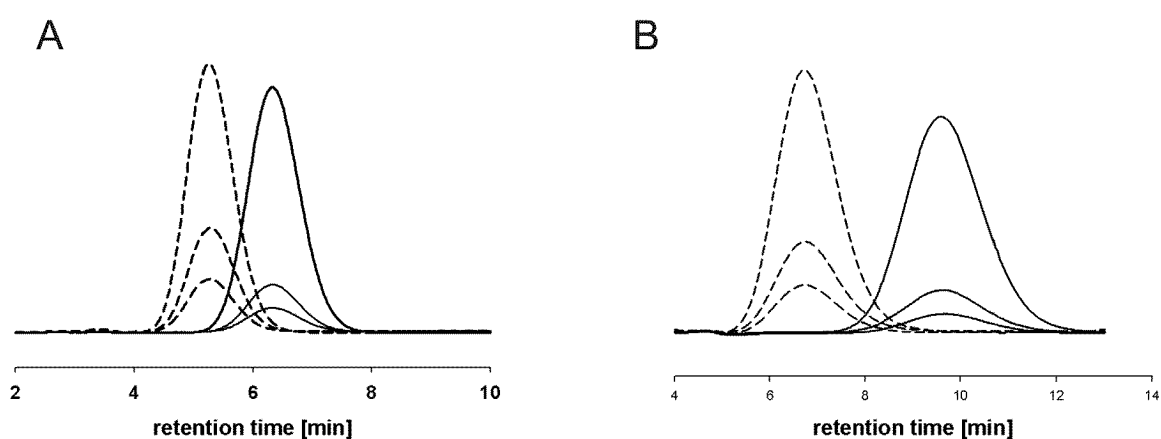 A
B
2 4 6 8 10
retention time [min]
4 6 8 10 12 14
retention time [min]